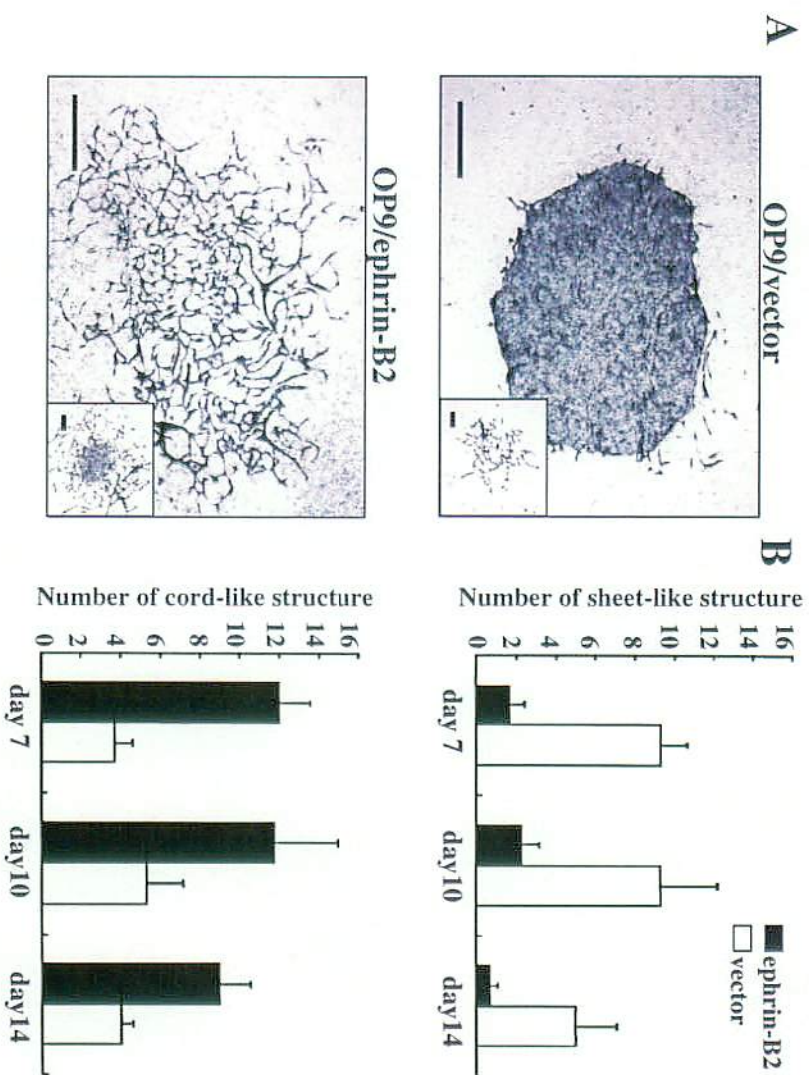 A
OP9/vector
OP9/ephrin-B2
B
ephrin-B2
vector
Number of sheet-like structure
16
14
12
10
8
6
4
2
0
day 7
day10
day14
Number of cord-like structure
16
14
12
10
8
6
4
2
0
day 7
day10
day14